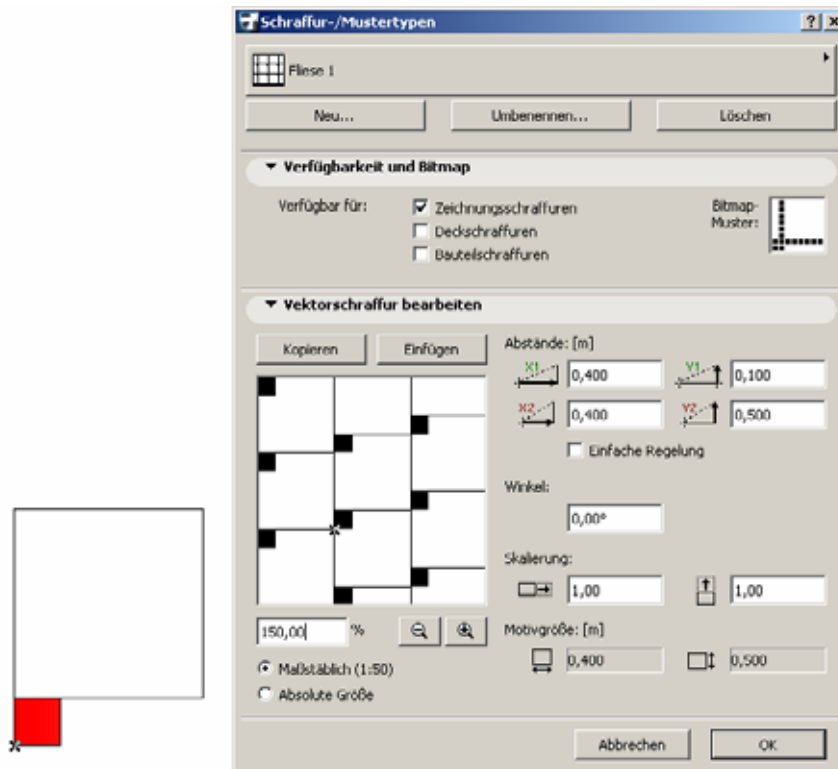 Schraffur-/Mustertypen
Fliese 1
Neu...
Umbenennen...
Löschen
Verfügbarkeit und Bitmap
Verfügbar für:
Zeichnungsschraffuren
Deckschraffuren
Bauteilschraffuren
Bitmap-
Muster:
Vektorschraffur bearbeiten
Kopieren
Einfügen
Abstände: [m]
X1
0,400
Y1
0,100
X2
0,400
Y2
0,500
Einfache Regelung
Winkel:
0,00°
Skalierung:
1,00
1,00
150,00
%
Motivgröße: [m]
0,400
0,500
Maßstäblich (1:50)
Absolute Größe
Abbrechen
OK